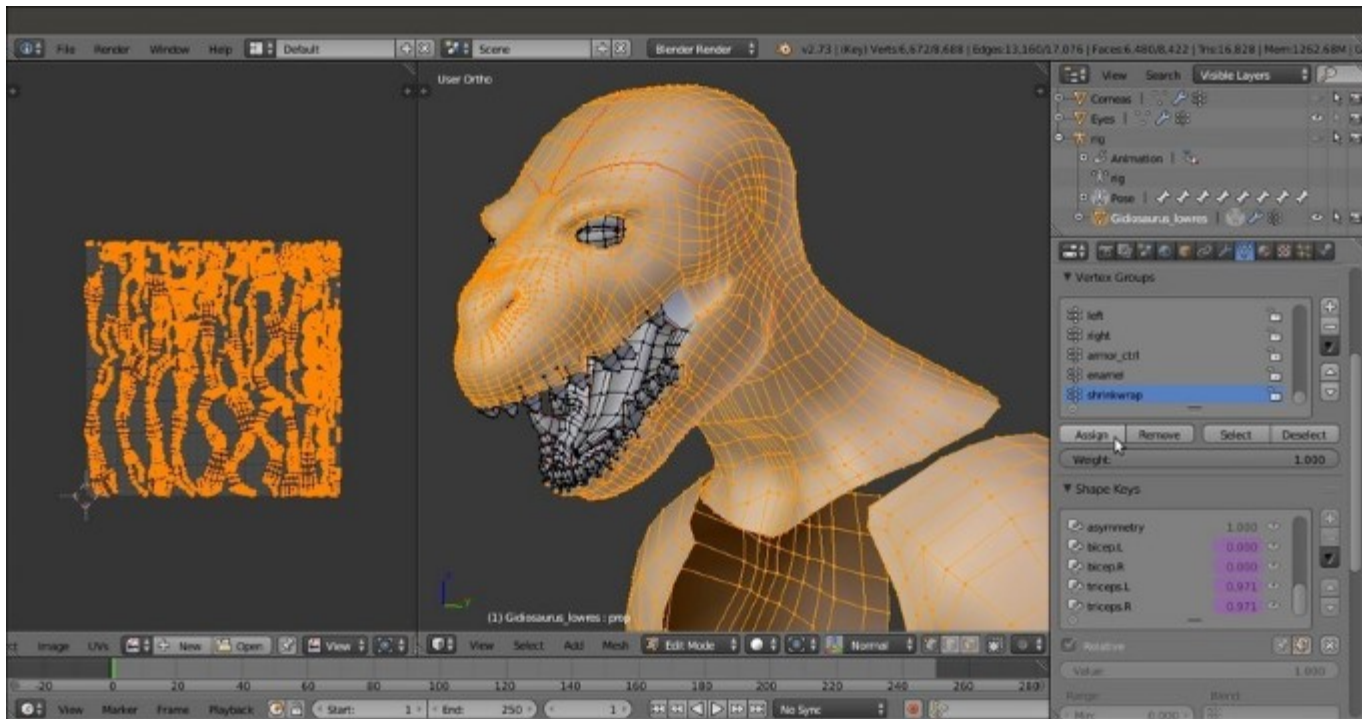 File Render Window Help Default Scene Blender Render v2.73 | (Key) Verts:6,672/8,688 | Edges:13,160/17,076 | Faces:6,480/8,422 | Tris:16,828 | Mem:1262.68M |
User Ortho
View Search Visible Layers
Corneas
Eyes
rig
Animation
rig
Pose
Gidiosaurus_lowres
Vertex Groups
left
right
armor_ctrl
enamel
shrinkwrap
Assign Remove Select Deselect
Weight: 1.000
Shape Keys
asymmetry 1.000
bicep.L 0.000
bicep.R 0.000
triceps.L 0.971
triceps.R 0.971
Relative
Value: 1.000
Range: Blend:
Max: 0.000
(1) Gidiosaurus_lowres : prop
Image UVs New Open View
View Select Add Mesh Edit Mode Normal
-20 0 20 40 60 80 100 120 140 160 180 200 220 240 260 280
View Marker Frame Playback Start: 1 End: 250 1 No Sync